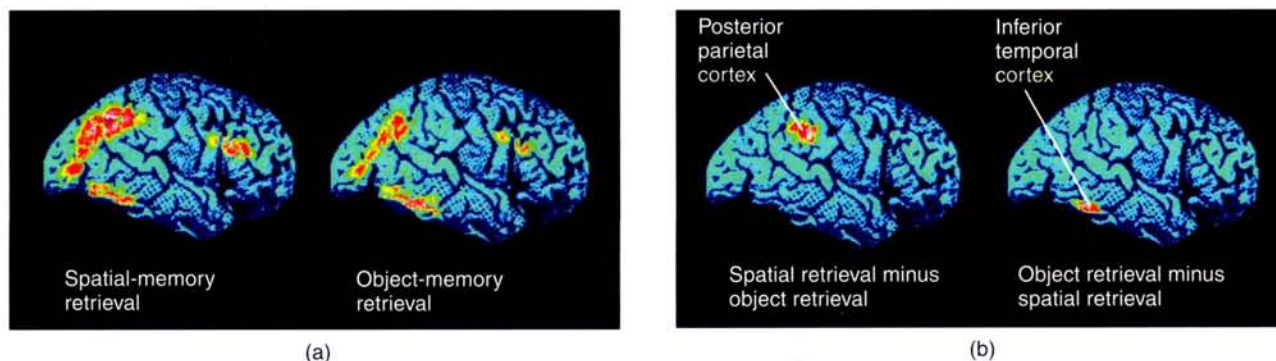 Spatial-memory
retrieval
Object-memory
retrieval
(a)
Posterior
parietal
cortex
Inferior
temporal
cortex
Spatial retrieval minus
object retrieval
Object retrieval minus
spatial retrieval
(b)